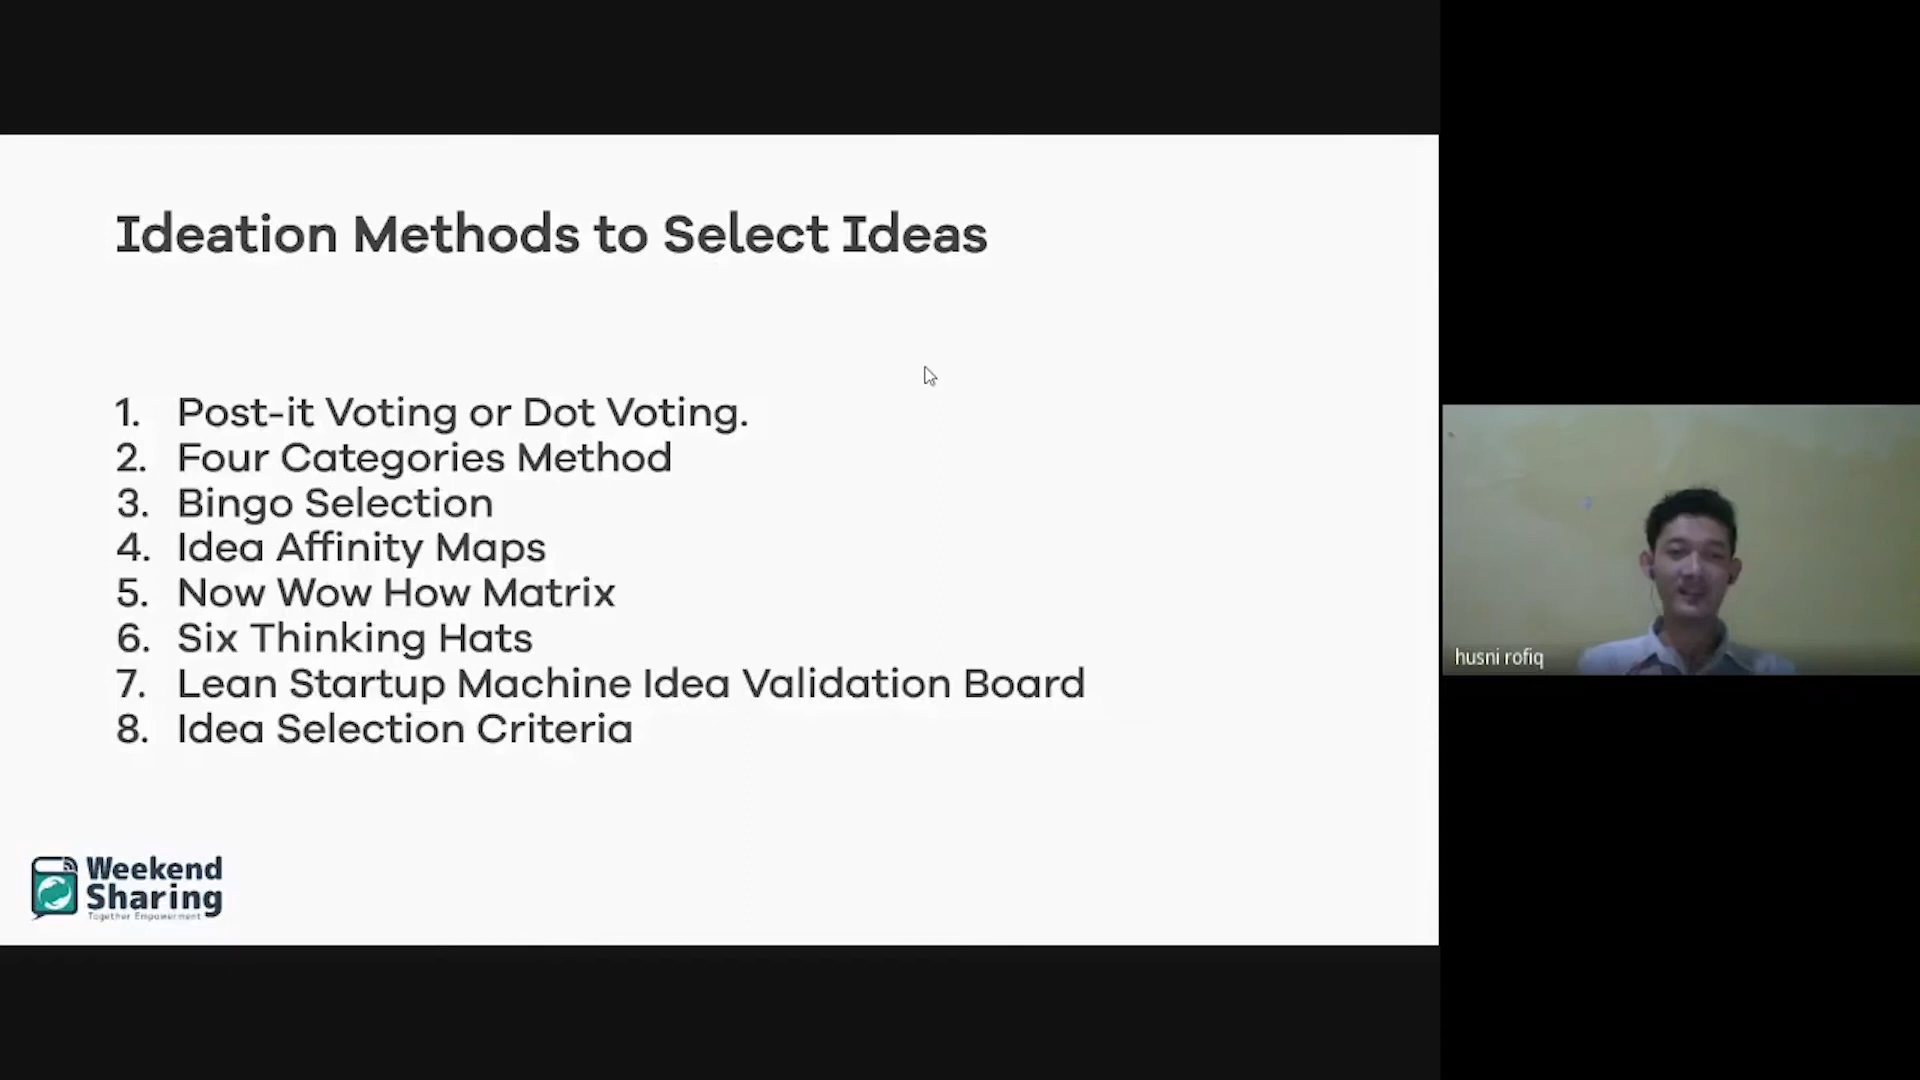 Ideation Methods to Select Ideas
1. Post-it Voting or Dot Voting.
2. Four Categories Method
3. Bingo Selection
4. Idea Affinity Maps
5. Now Wow How Matrix
6. Six Thinking Hats
7. Lean Startup Machine Idea Validation Board
8. Idea Selection Criteria
Weekend
Sharing
Together Empowerment
husni rofiq